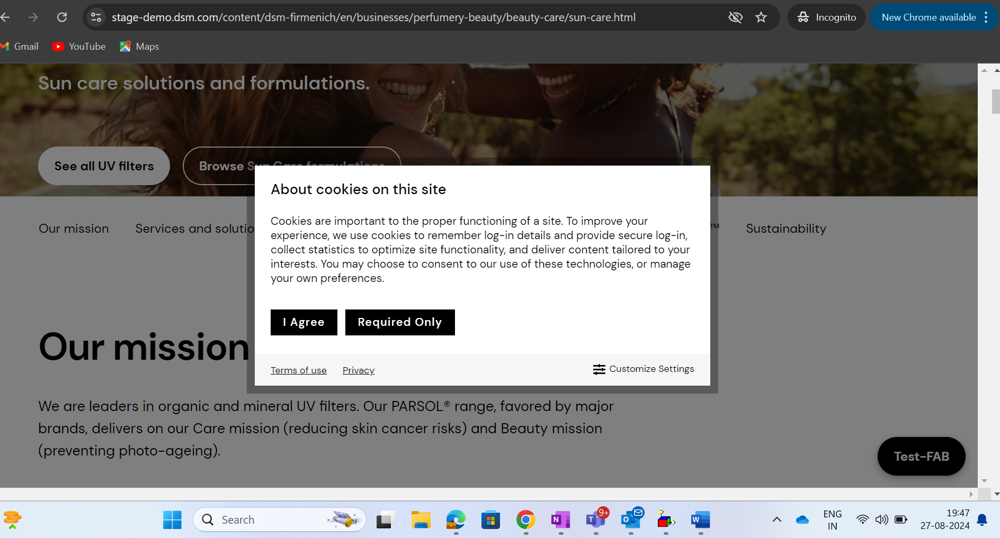 stage-demo.dsm.com/content/dsm-firmenich/en/businesses/perfumery-beauty/beauty-care/sun-care.html
Incognito
New Chrome available
Gmail
YouTube
Maps
Sun care solutions and formulations.
See all UV filters
Browse Sun Care formulations
About cookies on this site
Cookies are important to the proper functioning of a site. To improve your
experience, we use cookies to remember log-in details and provide secure log-in,
collect statistics to optimize site functionality, and deliver content tailored to your
interests. You may choose to consent to our use of these technologies, or manage
your own preferences.
I Agree
Required Only
Terms of use
Privacy
Customize Settings
Our mission
Services and solutio
™
Sustainability
Our mission
We are leaders in organic and mineral UV filters. Our PARSOL® range, favored by major
brands, delivers on our Care mission (reducing skin cancer risks) and Beauty mission
(preventing photo-ageing).
Test-FAB
Search
N
T
9+
O
W
ENG
IN
19:47
27-08-2024